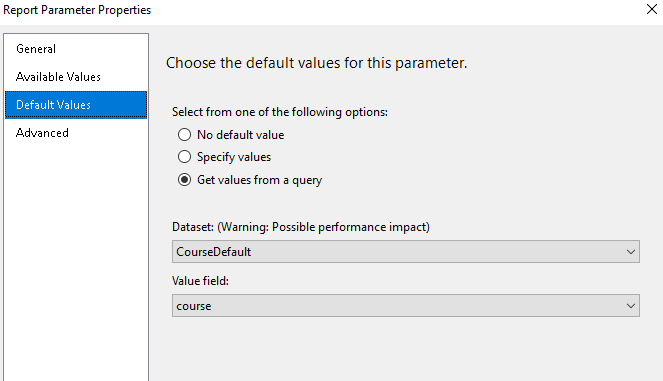 Report Parameter Properties
General
Available Values
Default Values
Advanced
Choose the default values for this parameter.
Select from one of the following options:
No default value
Specify values
Get values from a query
Dataset: (Warning: Possible performance impact)
CourseDefault
Value field:
course